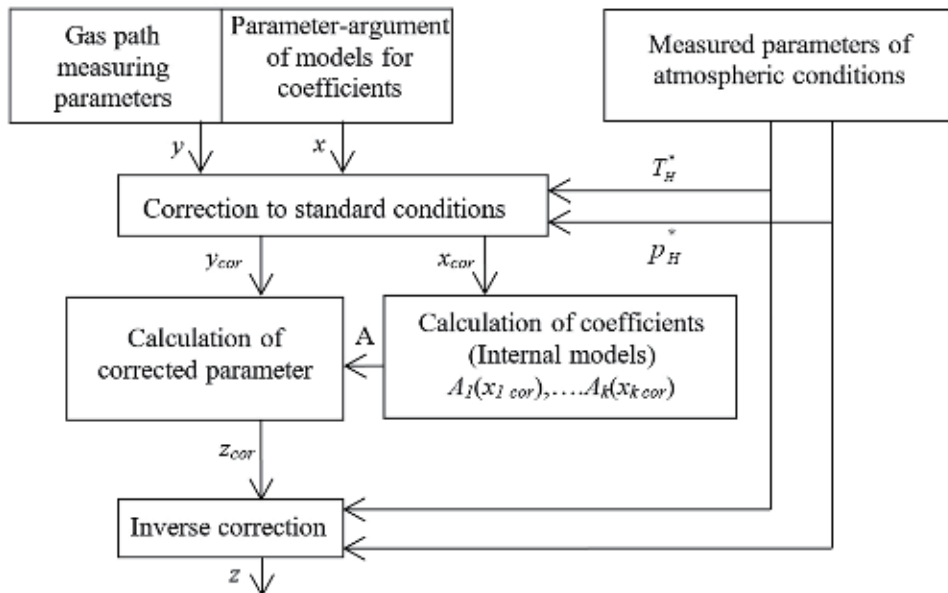 Gas path
measuring
parameters
Parameter-argument
of models for
coefficients
Measured parameters of
atmospheric conditions
y
x
T*H
Correction to standard conditions
p*H
ycor
xcor
Calculation of
corrected parameter
A
Calculation of coefficients
(Internal models)
A1(x1 cor),....Ak(xk cor)
zcor
Inverse correction
z